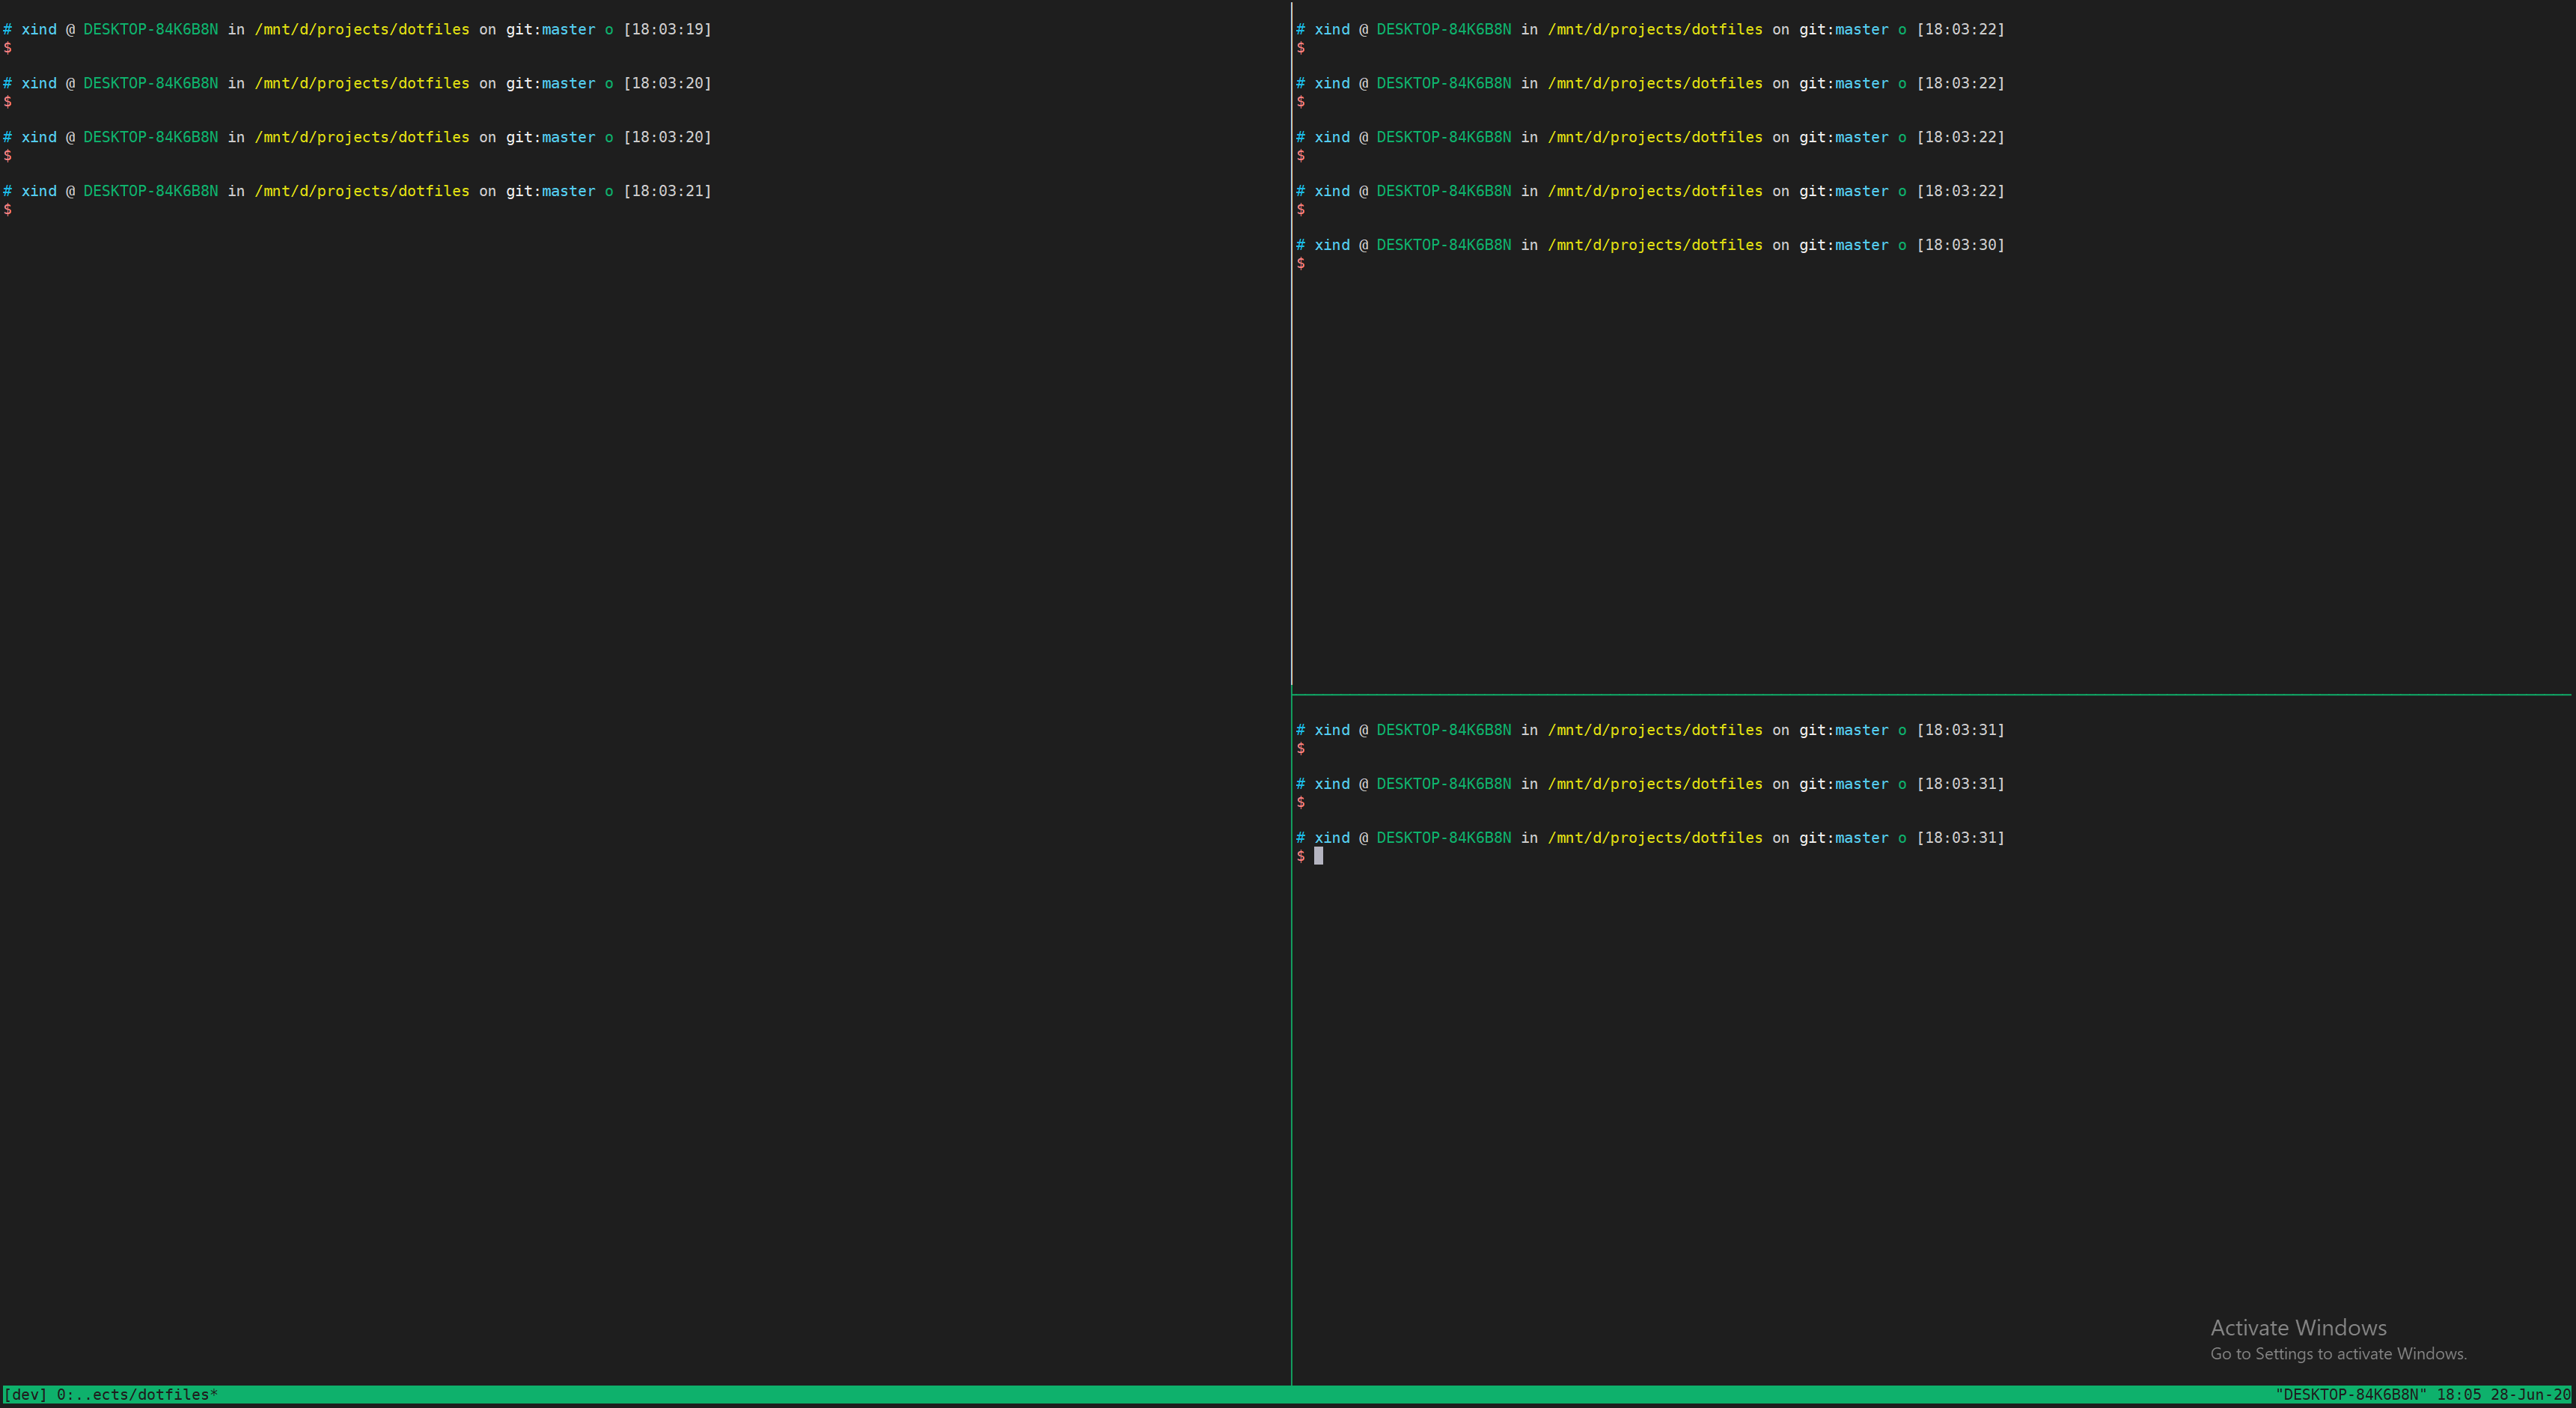 # xind @ DESKTOP-84K6B8N in /mnt/d/projects/dotfiles on git:master o [18:03:19]
$
# xind @ DESKTOP-84K6B8N in /mnt/d/projects/dotfiles on git:master o [18:03:20]
$
# xind @ DESKTOP-84K6B8N in /mnt/d/projects/dotfiles on git:master o [18:03:20]
$
# xind @ DESKTOP-84K6B8N in /mnt/d/projects/dotfiles on git:master o [18:03:21]
$
# xind @ DESKTOP-84K6B8N in /mnt/d/projects/dotfiles on git:master o [18:03:22]
$
# xind @ DESKTOP-84K6B8N in /mnt/d/projects/dotfiles on git:master o [18:03:22]
$
# xind @ DESKTOP-84K6B8N in /mnt/d/projects/dotfiles on git:master o [18:03:22]
$
# xind @ DESKTOP-84K6B8N in /mnt/d/projects/dotfiles on git:master o [18:03:22]
$
# xind @ DESKTOP-84K6B8N in /mnt/d/projects/dotfiles on git:master o [18:03:30]
$
# xind @ DESKTOP-84K6B8N in /mnt/d/projects/dotfiles on git:master o [18:03:31]
$
# xind @ DESKTOP-84K6B8N in /mnt/d/projects/dotfiles on git:master o [18:03:31]
$
# xind @ DESKTOP-84K6B8N in /mnt/d/projects/dotfiles on git:master o [18:03:31]
$
Activate Windows
Go to Settings to activate Windows.
[dev] 0:..ects/dotfiles* "DESKTOP-84K6B8N" 18:05 28-Jun-20